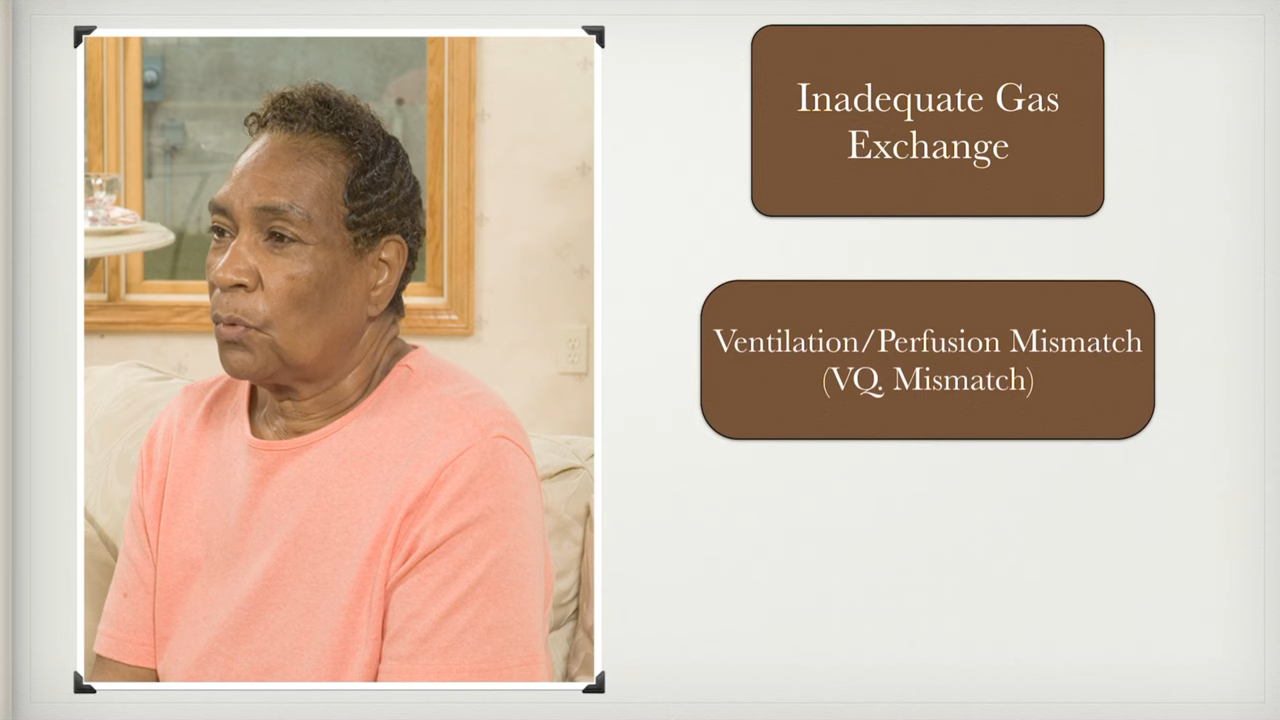 Inadequate Gas
Exchange
Ventilation/Perfusion Mismatch
(VQ. Mismatch)